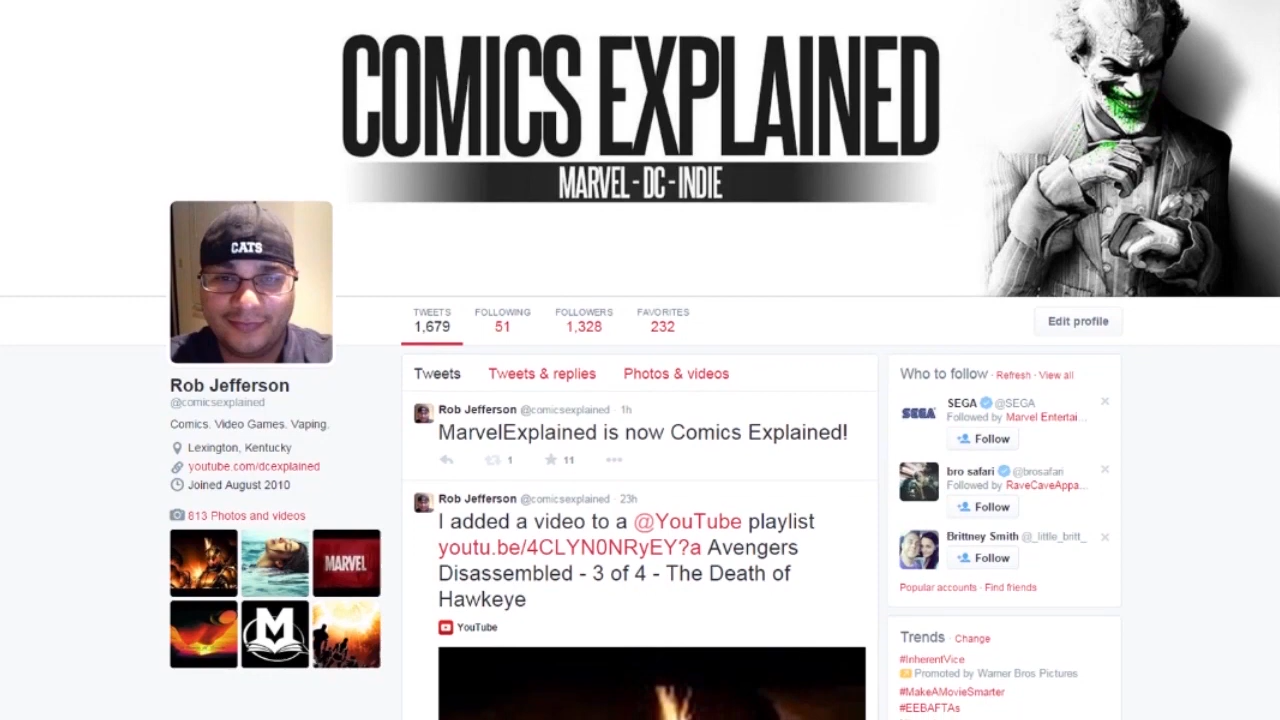 COMICS EXPLAINED
MARVEL - DC - INDIE
CATS
TWEETS
1,679
FOLLOWING
51
FOLLOWERS
1,328
FAVORITES
232
Edit profile
Rob Jefferson
@comicsexplained
Comics. Video Games. Vaping.
Lexington, Kentucky
youtube.com/dcexplained
Joined August 2010
813 Photos and videos
MARVEL
M
Tweets
Tweets & replies
Photos & videos
Rob Jefferson @comicsexplained · 1h
MarvelExplained is now Comics Explained!
1
11
Rob Jefferson @comicsexplained · 23h
I added a video to a @YouTube playlist
youtu.be/4CLYN0NRyEY?a Avengers
Disassembled - 3 of 4 - The Death of
Hawkeye
YouTube
Who to follow · Refresh · View all
SEGA
SEGA @SEGA
Followed by Marvel Entertai...
Follow
bro safari @brosafari
Followed by RaveCaveAppa...
Follow
Brittney Smith @_little_britt_
Follow
Popular accounts · Find friends
Trends · Change
#InherentVice
Promoted by Warner Bros Pictures
#MakeAMovieSmarter
#EEBAFTAs